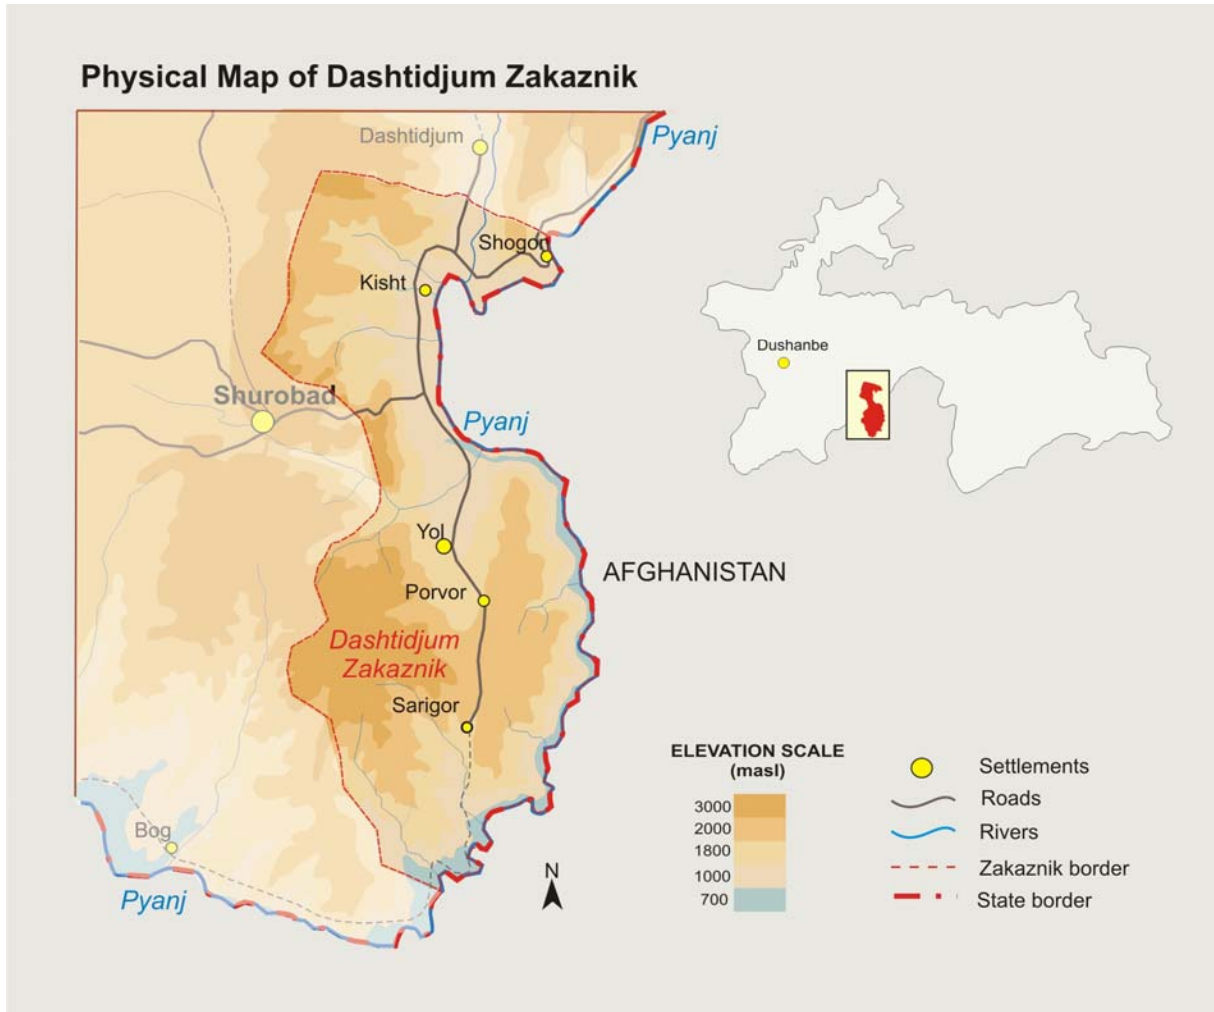 Physical Map of Dashtidjum Zakaznik
Dashtidjum
Pyanj
Shogon
Kisht
Dushanbe
Shurobad
Pyanj
Yol
AFGHANISTAN
Porvor
Dashtidjum
Zakaznik
Sarigor
ELEVATION SCALE
(masl)
3000
2000
1800
1000
700
Settlements
Roads
Rivers
Zakaznik border
State border
Bog
N
Pyanj